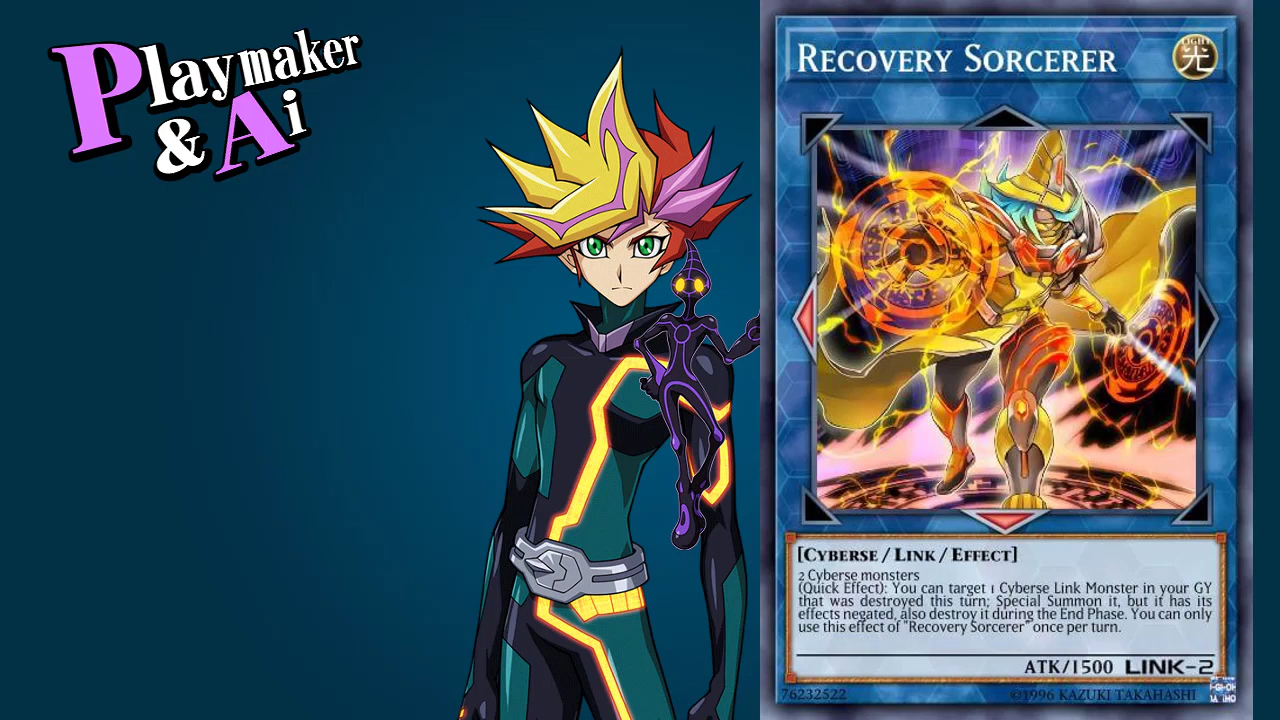 Playmaker
& Ai
RECOVERY SORCERER
LIGHT
光
[CYBERSE / LINK / EFFECT]
2 Cyberse monsters
(Quick Effect): You can target 1 Cyberse Link Monster in your GY
that was destroyed this turn; Special Summon it, but it has its
effects negated, also destroy it during the End Phase. You can only
use this effect of "Recovery Sorcerer" once per turn.
ATK/1500 LINK-2
76232522
©1996 KAZUKI TAKAHASHI